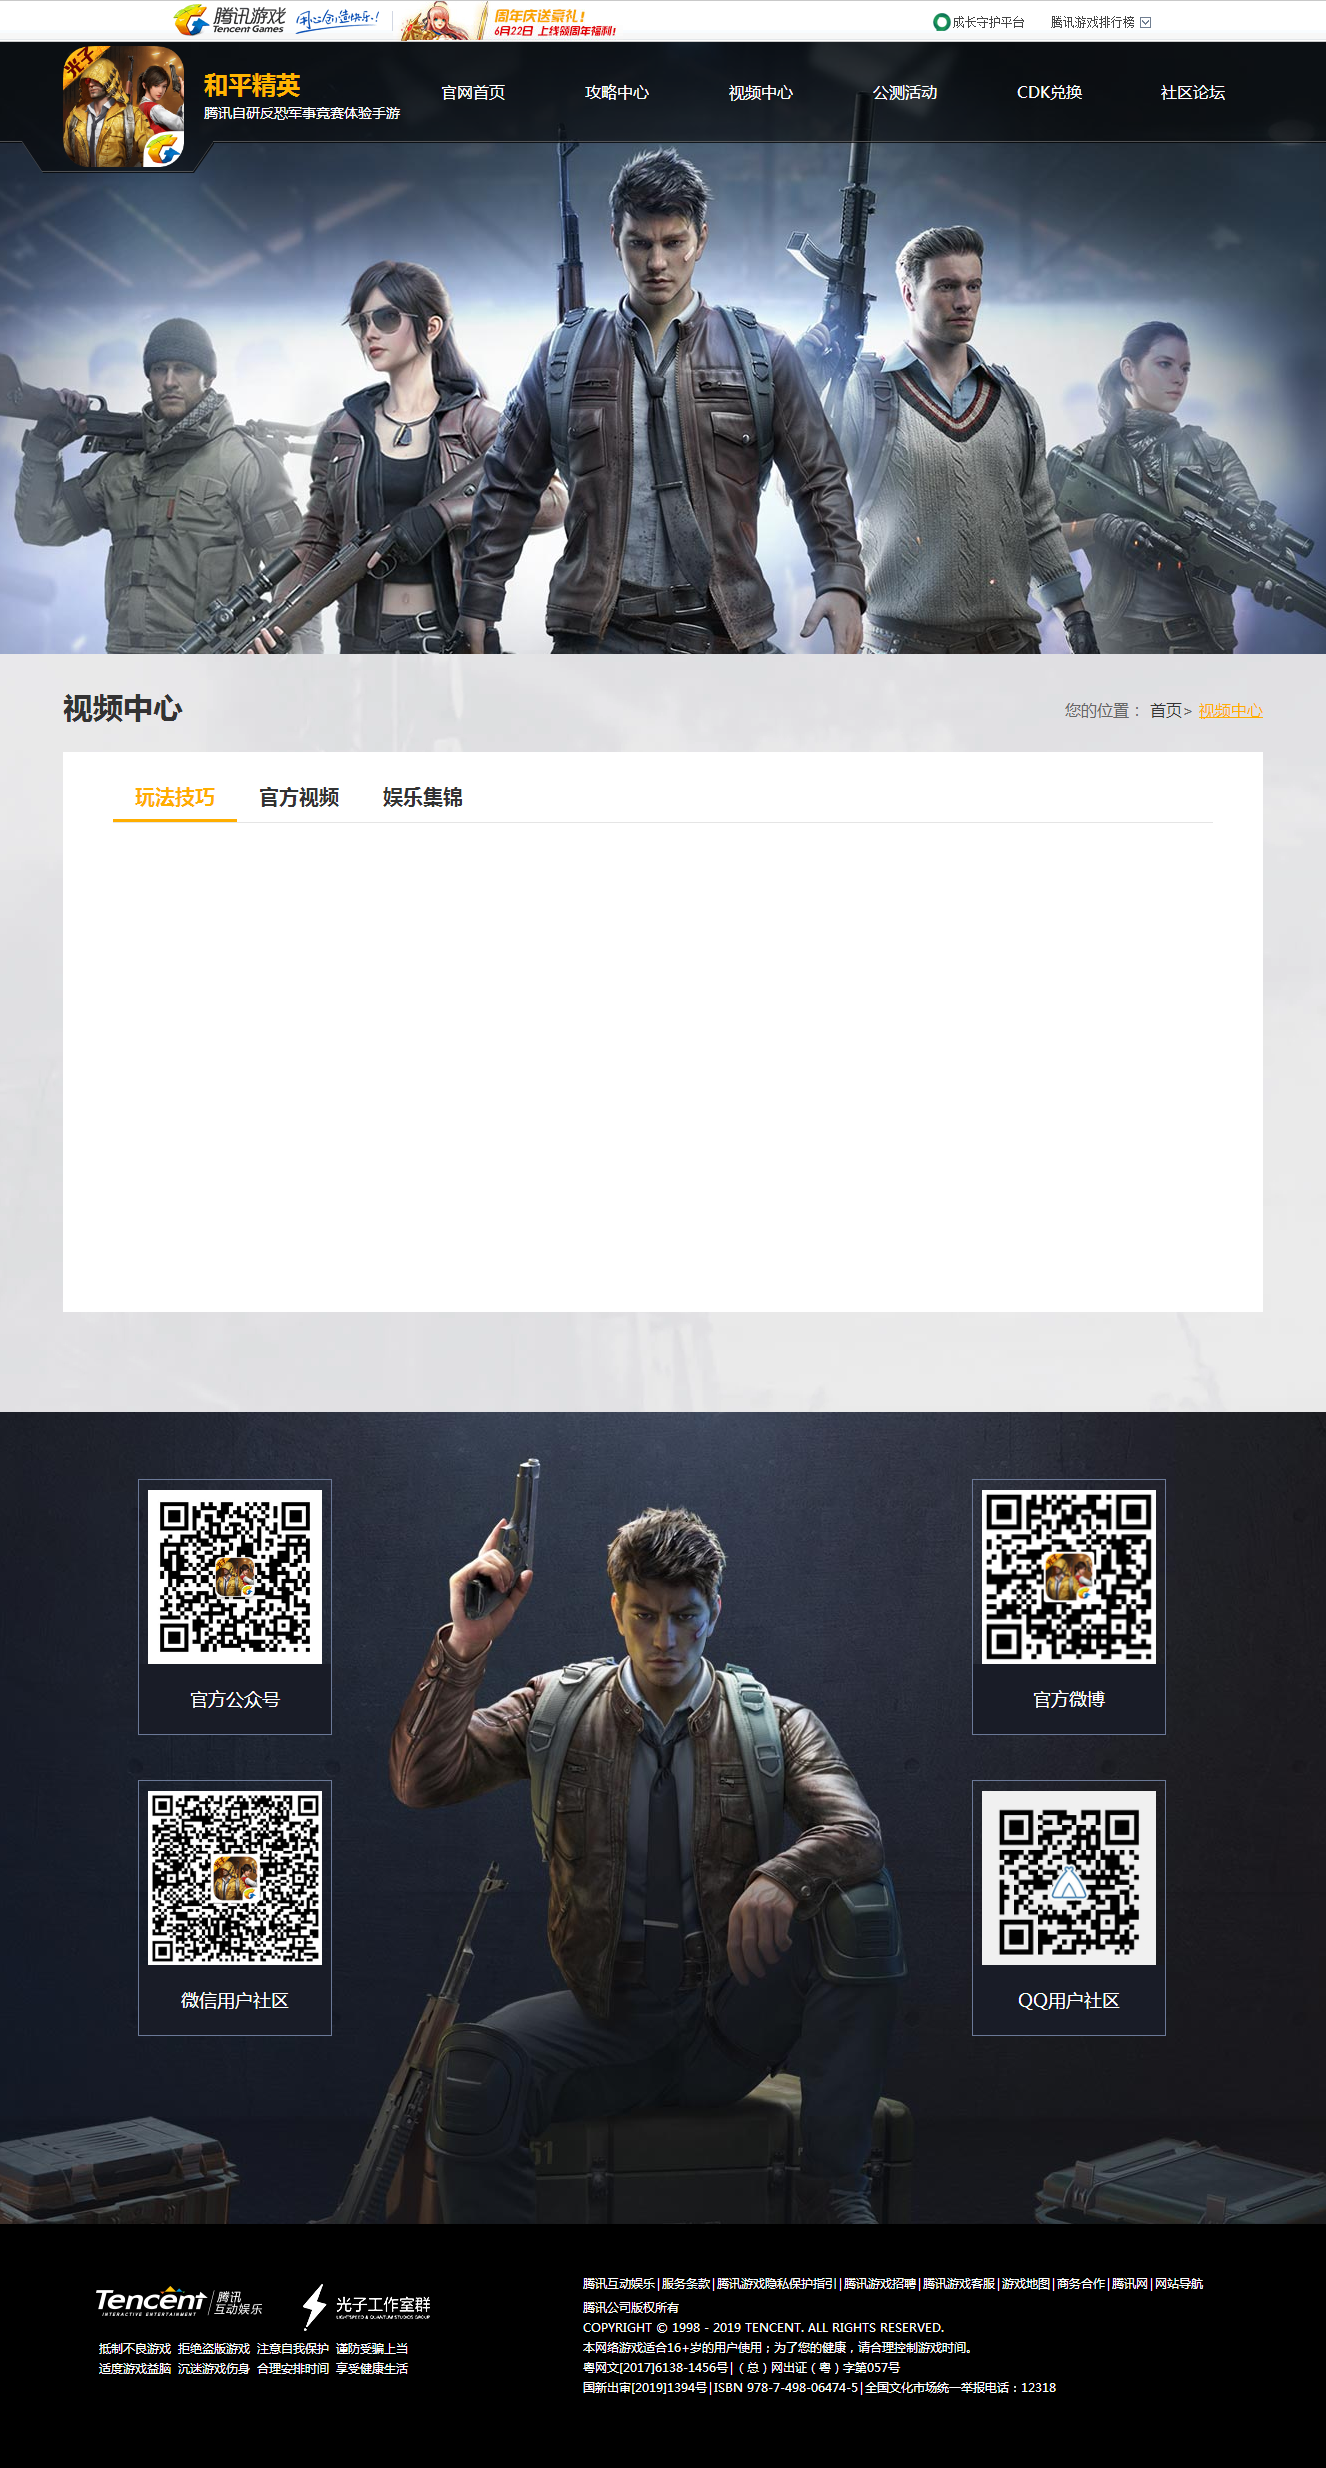 腾讯游戏
Tencent Games
用心创造快乐!
周年庆送豪礼!
6月22日 上线领周年福利!
成长守护平台
腾讯游戏排行榜
光子
和平精英
腾讯自研反恐军事竞赛体验手游
官网首页
攻略中心
视频中心
公测活动
CDK兑换
社区论坛
视频中心
您的位置： 首页> 视频中心
玩法技巧
官方视频
娱乐集锦
官方公众号
官方微博
微信用户社区
QQ用户社区
51
Tencent 腾讯互动娱乐
INTERACTIVE ENTERTAINMENT
光子工作室群
LIGHTSPEED & QUANTUM STUDIOS GROUP
抵制不良游戏 拒绝盗版游戏 注意自我保护 谨防受骗上当
适度游戏益脑 沉迷游戏伤身 合理安排时间 享受健康生活
腾讯互动娱乐|服务条款|腾讯游戏隐私保护指引|腾讯游戏招聘|腾讯游戏客服|游戏地图|商务合作|腾讯网|网站导航
腾讯公司版权所有
COPYRIGHT © 1998 - 2019 TENCENT. ALL RIGHTS RESERVED.
本网络游戏适合16+岁的用户使用；为了您的健康，请合理控制游戏时间。
粤网文[2017]6138-1456号|（总）网出证（粤）字第057号
国新出审[2019]1394号|ISBN 978-7-498-06474-5|全国文化市场统一举报电话：12318